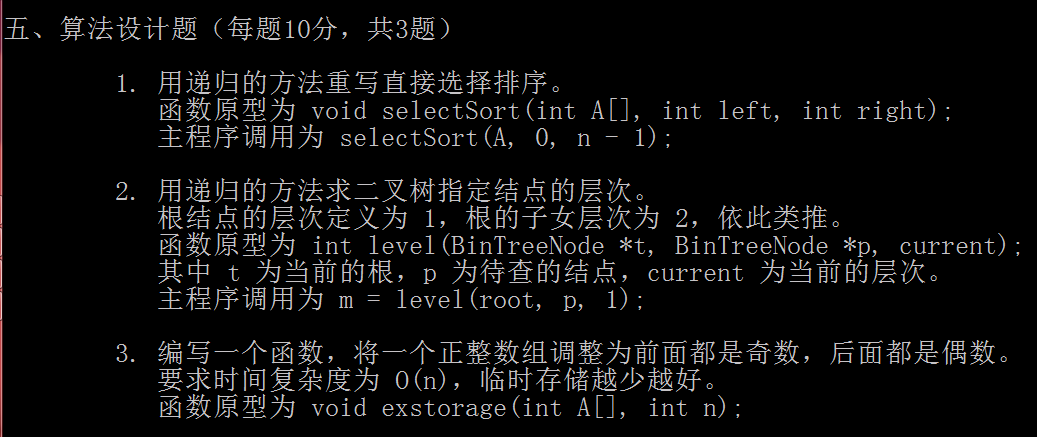 五、算法设计题（每题10分，共3题）
1. 用递归的方法重写直接选择排序。
函数原型为 void selectSort(int A[], int left, int right);
主程序调用为 selectSort(A, 0, n - 1);
2. 用递归的方法求二叉树指定结点的层次。
根结点的层次定义为 1，根的子女层次为 2，依此类推。
函数原型为 int level(BinTreeNode *t, BinTreeNode *p, current);
其中 t 为当前的根，p 为待查的结点，current 为当前的层次。
主程序调用为 m = level(root, p, 1);
3. 编写一个函数，将一个正整数组调整为前面都是奇数，后面都是偶数。
要求时间复杂度为 O(n)，临时存储越少越好。
函数原型为 void exstorage(int A[], int n);